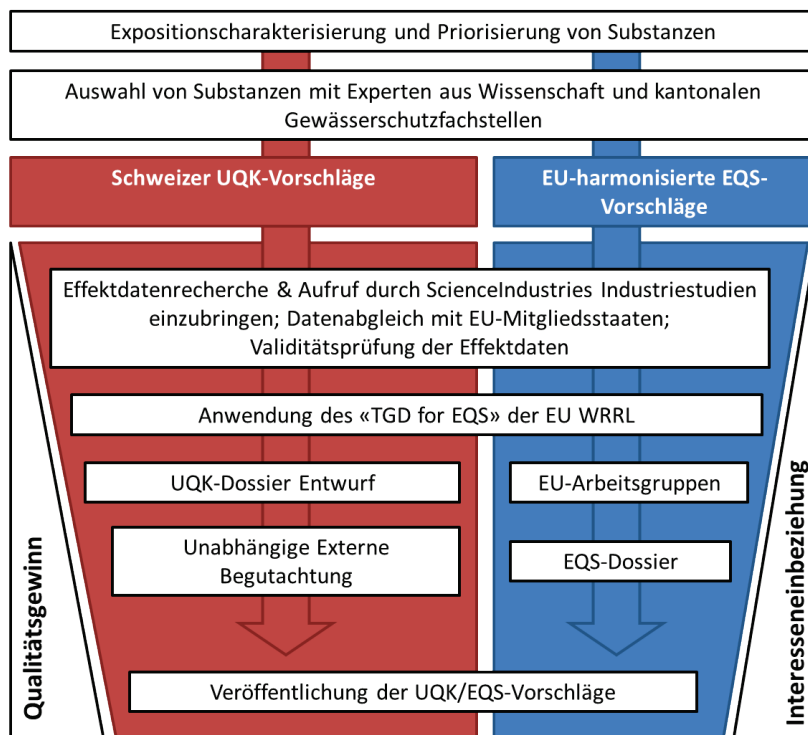 Expositionscharakterisierung und Priorisierung von Substanzen
Auswahl von Substanzen mit Experten aus Wissenschaft und kantonalen
Gewässerschutzfachstellen
Schweizer UQK-Vorschläge
EU-harmonisierte EQS-
Vorschläge
Effektdatenrecherche & Aufruf durch ScienceIndustries Industriestudien
einzubringen; Datenabgleich mit EU-Mitgliedsstaaten;
Validitätsprüfung der Effektdaten
Anwendung des «TGD for EQS» der EU WRRL
UQK-Dossier Entwurf
EU-Arbeitsgruppen
Unabhängige Externe
Begutachtung
EQS-Dossier
Veröffentlichung der UQK/EQS-Vorschläge
Qualitätsgewinn
Interesseneinbeziehung